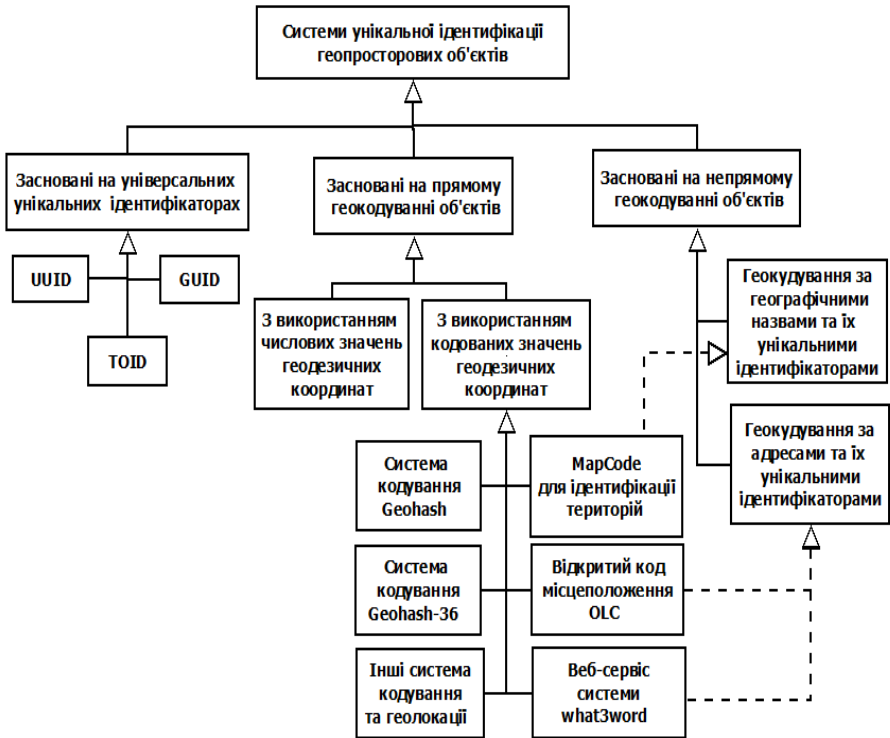 Системи унікальної ідентифікації
геопросторових об'єктів
Засновані на універсальних
унікальних ідентифікаторах
Засновані на прямому
геокодуванні об'єктів
Засновані на непрямому
геокодуванні об'єктів
UUID
GUID
TOID
З використанням
числових значень
геодезичних
координат
З використанням
кодованих значень
геодезичних
координат
Геокудування за
географічними
назвами та їх
унікальними
ідентифікаторами
Геокудування за
адресами та їх
унікальними
ідентифікаторами
Система
кодування
Geohash
MapCode
для ідентифікації
територій
Система
кодування
Geohash-36
Відкритий код
місцеположення
OLC
Інші система
кодування
та геолокації
Веб-сервіс
системи
what3word